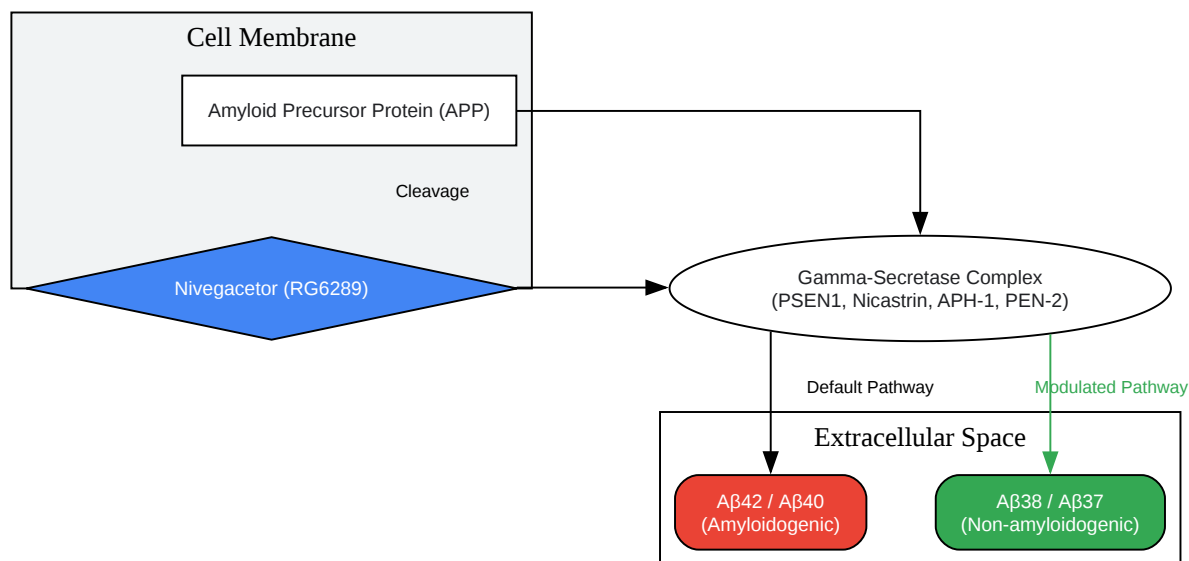 Cell Membrane
Amyloid Precursor Protein (APP)
Cleavage
Nivegacetor (RG6289)
Gamma-Secretase Complex
(PSEN1, Nicastrin, APH-1, PEN-2)
Default Pathway
Modulated Pathway
Extracellular Space
Aβ42 / Aβ40
(Amyloidogenic)
Aβ38 / Aβ37
(Non-amyloidogenic)